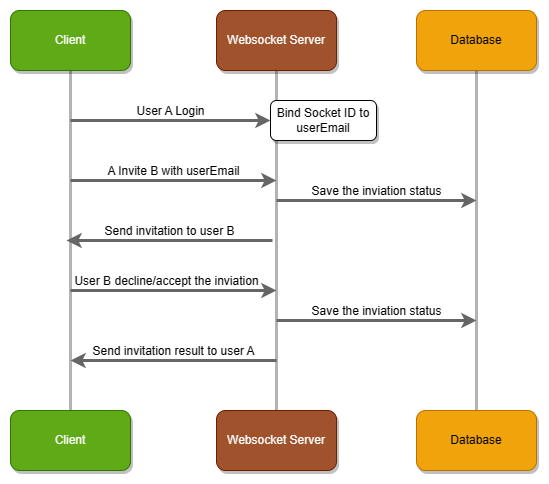 Client
Websocket Server
Database
User A Login
Bind Socket ID to
userEmail
A Invite B with userEmail
Save the inviation status
Send invitation to user B
User B decline/accept the inviation
Save the inviation status
Send invitation result to user A
Client
Websocket Server
Database